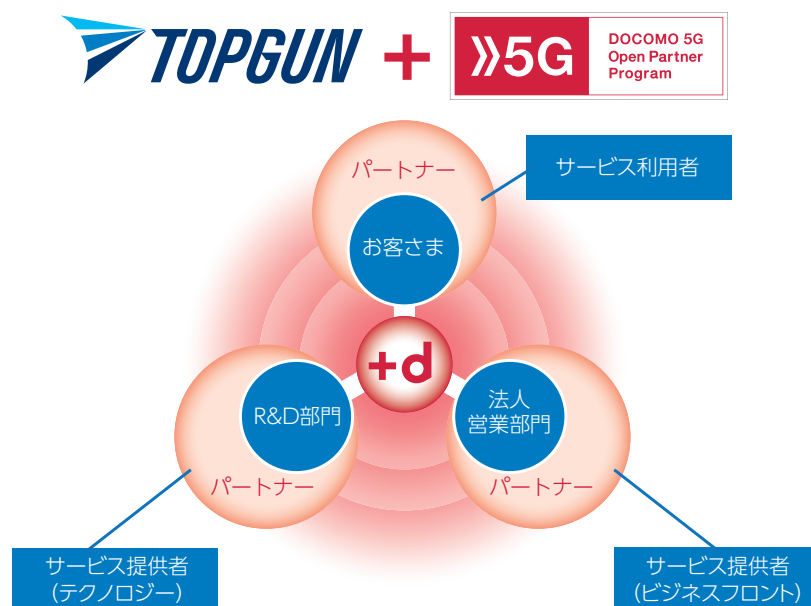 TOPGUN + 5G DOCOMO 5G
Open Partner
Program
パートナー
サービス利用者
お客さま
+d
R&D部門
法人
営業部門
パートナー
パートナー
サービス提供者
(テクノロジー)
サービス提供者
(ビジネスフロント)